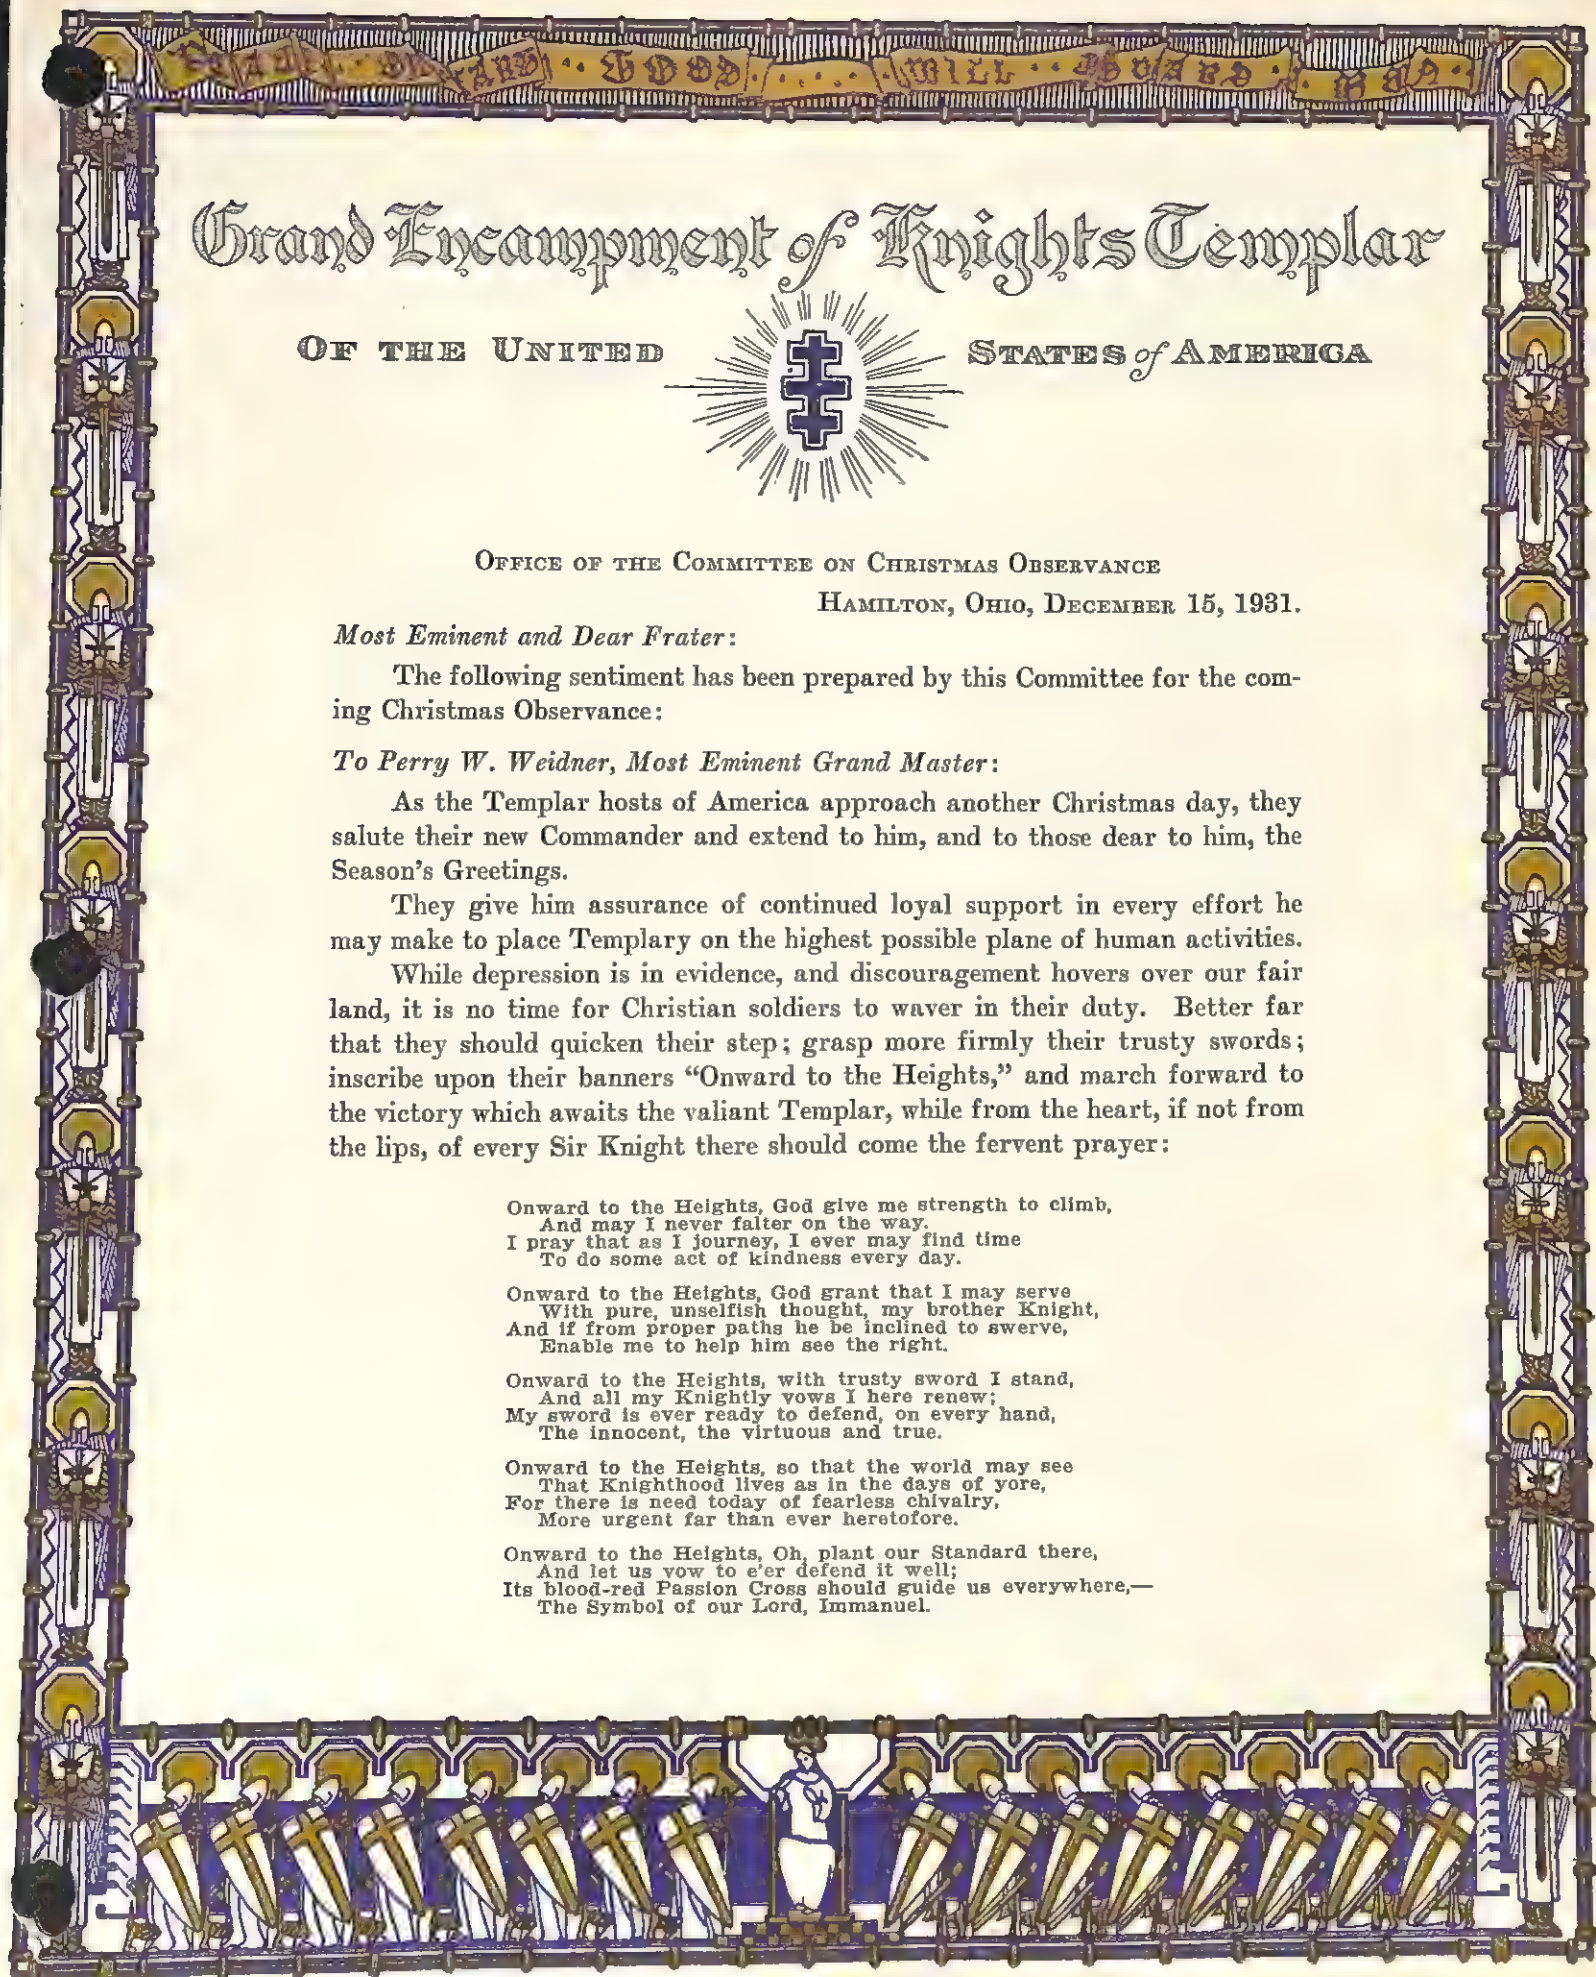 GOOD
WILL
Grand Encampment of Knights Templar
OF THE UNITED STATES of AMERICA
OFFICE OF THE COMMITTEE ON CHRISTMAS OBSERVANCE
HAMILTON, OHIO, DECEMBER 15, 1931.
Most Eminent and Dear Frater:
The following sentiment has been prepared by this Committee for the com-
ing Christmas Observance:
To Perry W. Weidner, Most Eminent Grand Master:
As the Templar hosts of America approach another Christmas day, they
salute their new Commander and extend to him, and to those dear to him, the
Season's Greetings.
They give him assurance of continued loyal support in every effort he
may make to place Templary on the highest possible plane of human activities.
While depression is in evidence, and discouragement hovers over our fair
land, it is no time for Christian soldiers to waver in their duty. Better far
that they should quicken their step; grasp more firmly their trusty swords;
inscribe upon their banners “Onward to the Heights,” and march forward to
the victory which awaits the valiant Templar, while from the heart, if not from
the lips, of every Sir Knight there should come the fervent prayer:
Onward to the Heights, God give me strength to climb,
And may I never falter on the way.
I pray that as I journey, I ever may find time
To do some act of kindness every day.
Onward to the Heights, God grant that I may serve
With pure, unselfish thought, my brother Knight,
And if from proper paths he be inclined to swerve,
Enable me to help him see the right.
Onward to the Heights, with trusty sword I stand,
And all my Knightly vows I here renew;
My sword is ever ready to defend, on every hand,
The innocent, the virtuous and true.
Onward to the Heights, so that the world may see
That Knighthood lives as in the days of yore,
For there is need today of fearless chivalry,
More urgent far than ever heretofore.
Onward to the Heights, Oh, plant our Standard there,
And let us vow to e'er defend it well;
Its blood-red Passion Cross should guide us everywhere,—
The Symbol of our Lord, Immanuel.